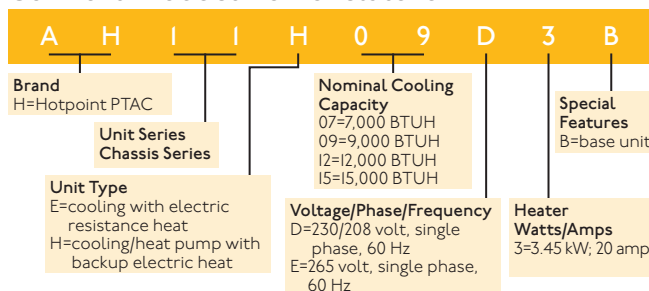 A H 1 1 H 0 9 D 3 B
Brand
H=Hotpoint PTAC
Unit Series
Chassis Series
Unit Type
E=cooling with electric
resistance heat
H=cooling/heat pump with
backup electric heat
Nominal Cooling
Capacity
07=7,000 BTUH
09=9,000 BTUH
12=12,000 BTUH
15=15,000 BTUH
Voltage/Phase/Frequency
D=230/208 volt, single
phase, 60 Hz
E=265 volt, single phase,
60 Hz
Heater
Watts/Amps
3=3.45 kW; 20 amp
Special
Features
B=base unit